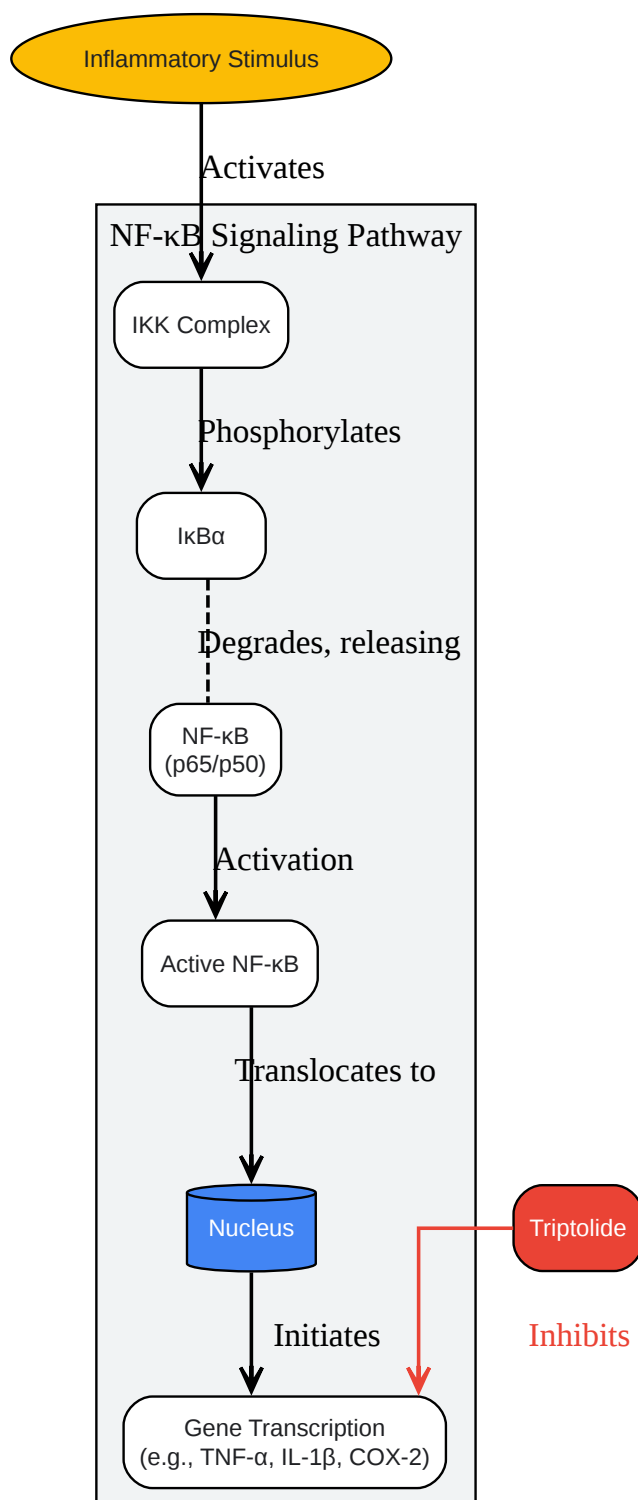 Inflammatory Stimulus
Activates
NF-κB Signaling Pathway
IKK Complex
Phosphorylates
IκBα
Degrades, releasing
NF-κB
(p65/p50)
Activation
Active NF-κB
Translocates to
Nucleus
Triptolide
Initiates
Inhibits
Gene Transcription
(e.g., TNF-α, IL-1β, COX-2)